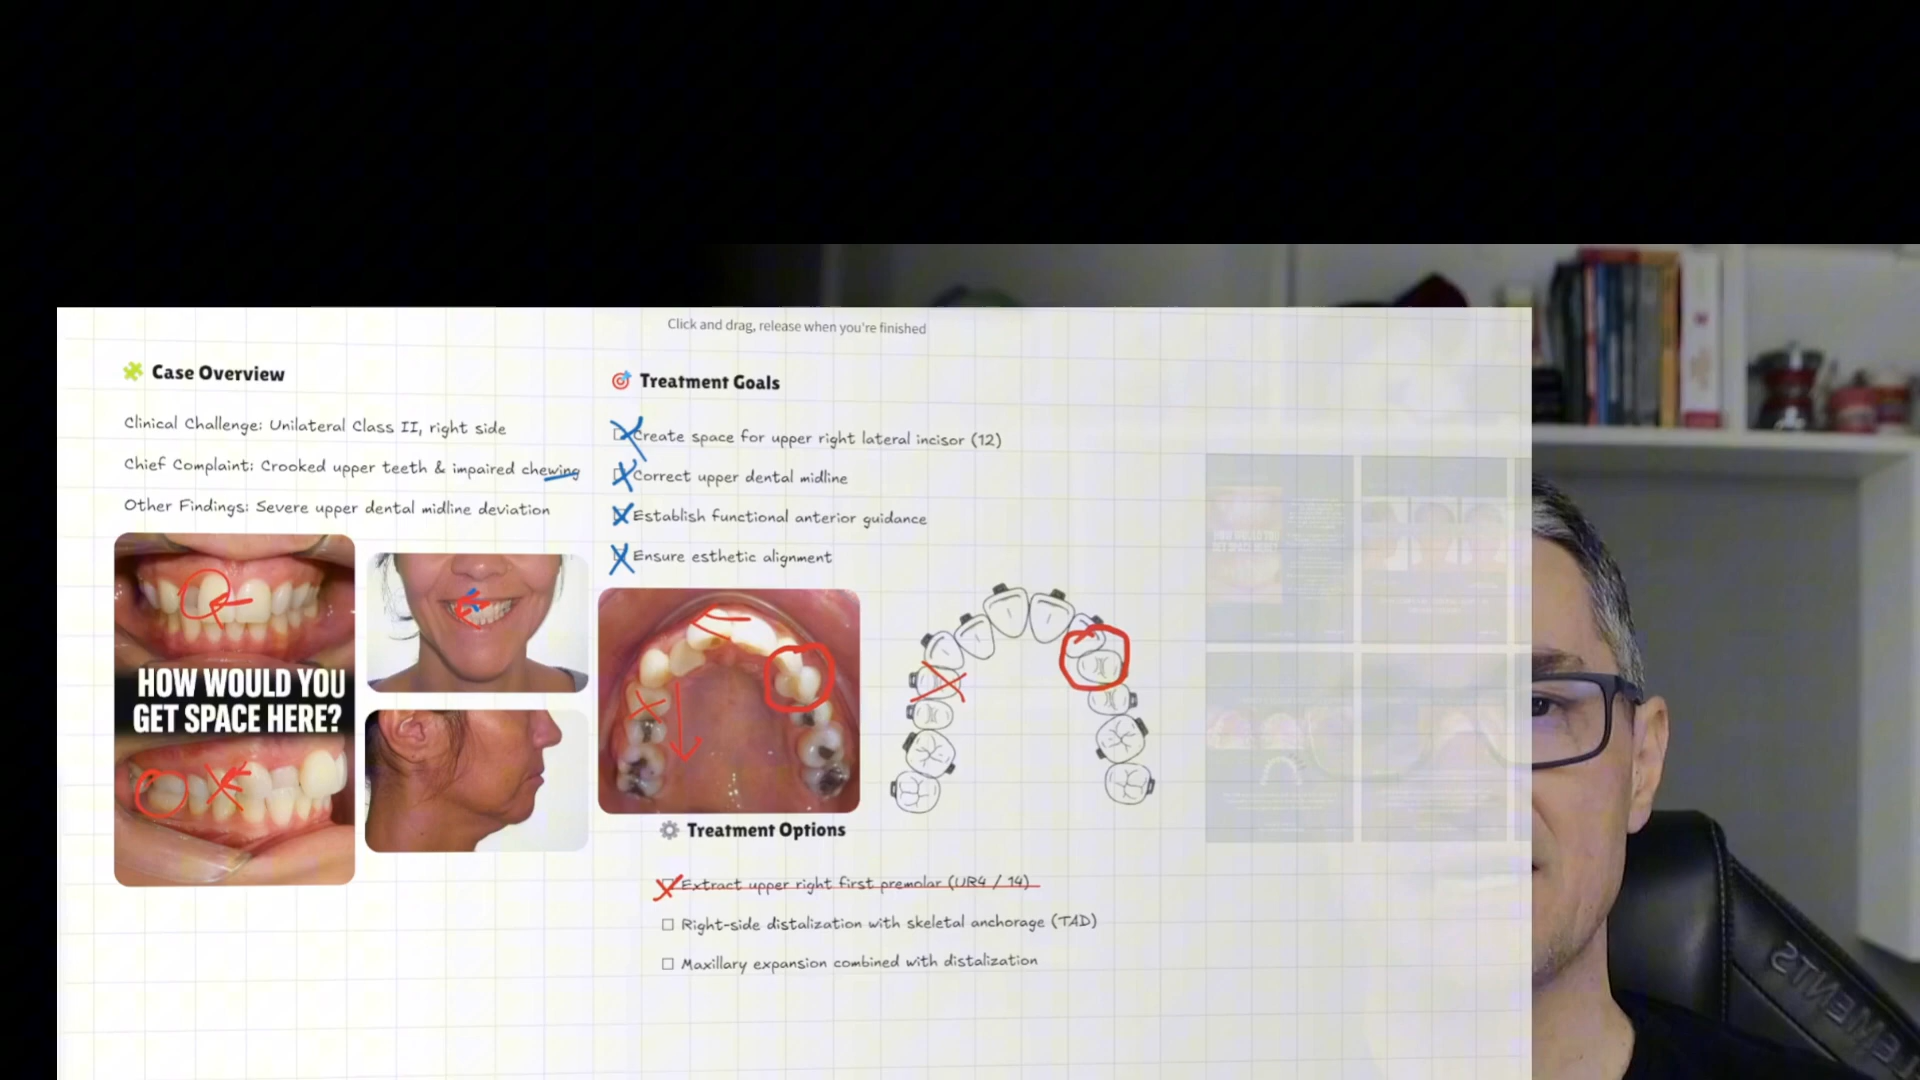 Click and drag, release when you're finished
Case Overview
Clinical Challenge: Unilateral Class II, right side
Chief Complaint: Crooked upper teeth & impaired chewing
Other Findings: Severe upper dental midline deviation
HOW WOULD YOU
GET SPACE HERE?
Treatment Goals
Create space for upper right lateral incisor (12)
Correct upper dental midline
Establish functional anterior guidance
Ensure esthetic alignment
Treatment Options
Extract upper right first premolar (UR4 / 14)
Right-side distalization with skeletal anchorage (TAD)
Maxillary expansion combined with distalization